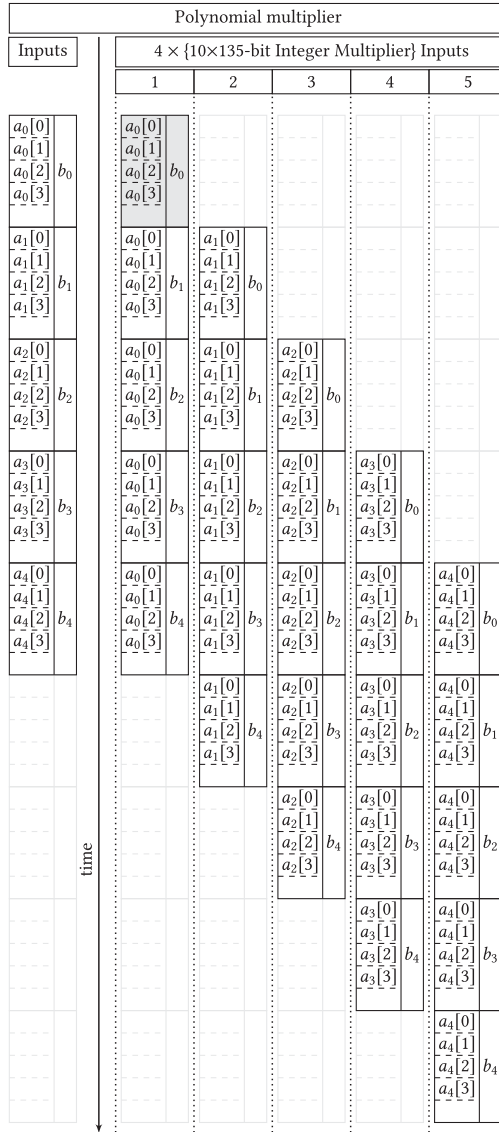 Polynomial multiplier
Inputs 4 × {10×135-bit Integer Multiplier} Inputs
1 2 3 4 5
a₀[0] a₀[0]
a₀[1] a₀[1]
a₀[2] b₀ a₀[2] b₀
a₀[3] a₀[3]
a₁[0] a₀[0] a₁[0]
a₁[1] a₀[1] a₁[1]
a₁[2] b₁ a₀[2] b₁ a₁[2] b₀
a₁[3] a₀[3] a₁[3]
a₂[0] a₀[0] a₁[0] a₂[0]
a₂[1] a₀[1] a₁[1] a₂[1]
a₂[2] b₂ a₀[2] b₂ a₁[2] b₁ a₂[2] b₀
a₂[3] a₀[3] a₁[3] a₂[3]
a₃[0] a₀[0] a₁[0] a₂[0] a₃[0]
a₃[1] a₀[1] a₁[1] a₂[1] a₃[1]
a₃[2] b₃ a₀[2] b₃ a₁[2] b₂ a₂[2] b₁ a₃[2] b₀
a₃[3] a₀[3] a₁[3] a₂[3] a₃[3]
a₄[0] a₀[0] a₁[0] a₂[0] a₃[0] a₄[0]
a₄[1] a₀[1] a₁[1] a₂[1] a₃[1] a₄[1]
a₄[2] b₄ a₀[2] b₄ a₁[2] b₃ a₂[2] b₂ a₃[2] b₁ a₄[2] b₀
a₄[3] a₀[3] a₁[3] a₂[3] a₃[3] a₄[3]
a₁[0] a₂[0] a₃[0] a₄[0]
a₁[1] a₂[1] a₃[1] a₄[1]
a₁[2] b₄ a₂[2] b₃ a₃[2] b₂ a₄[2] b₁
a₁[3] a₂[3] a₃[3] a₄[3]
a₂[0] a₃[0] a₄[0]
a₂[1] a₃[1] a₄[1]
a₂[2] b₄ a₃[2] b₃ a₄[2] b₂
a₂[3] a₃[3] a₄[3]
time
a₃[0] a₄[0]
a₃[1] a₄[1]
a₃[2] b₄ a₄[2] b₃
a₃[3] a₄[3]
a₄[0]
a₄[1]
a₄[2] b₄
a₄[3]